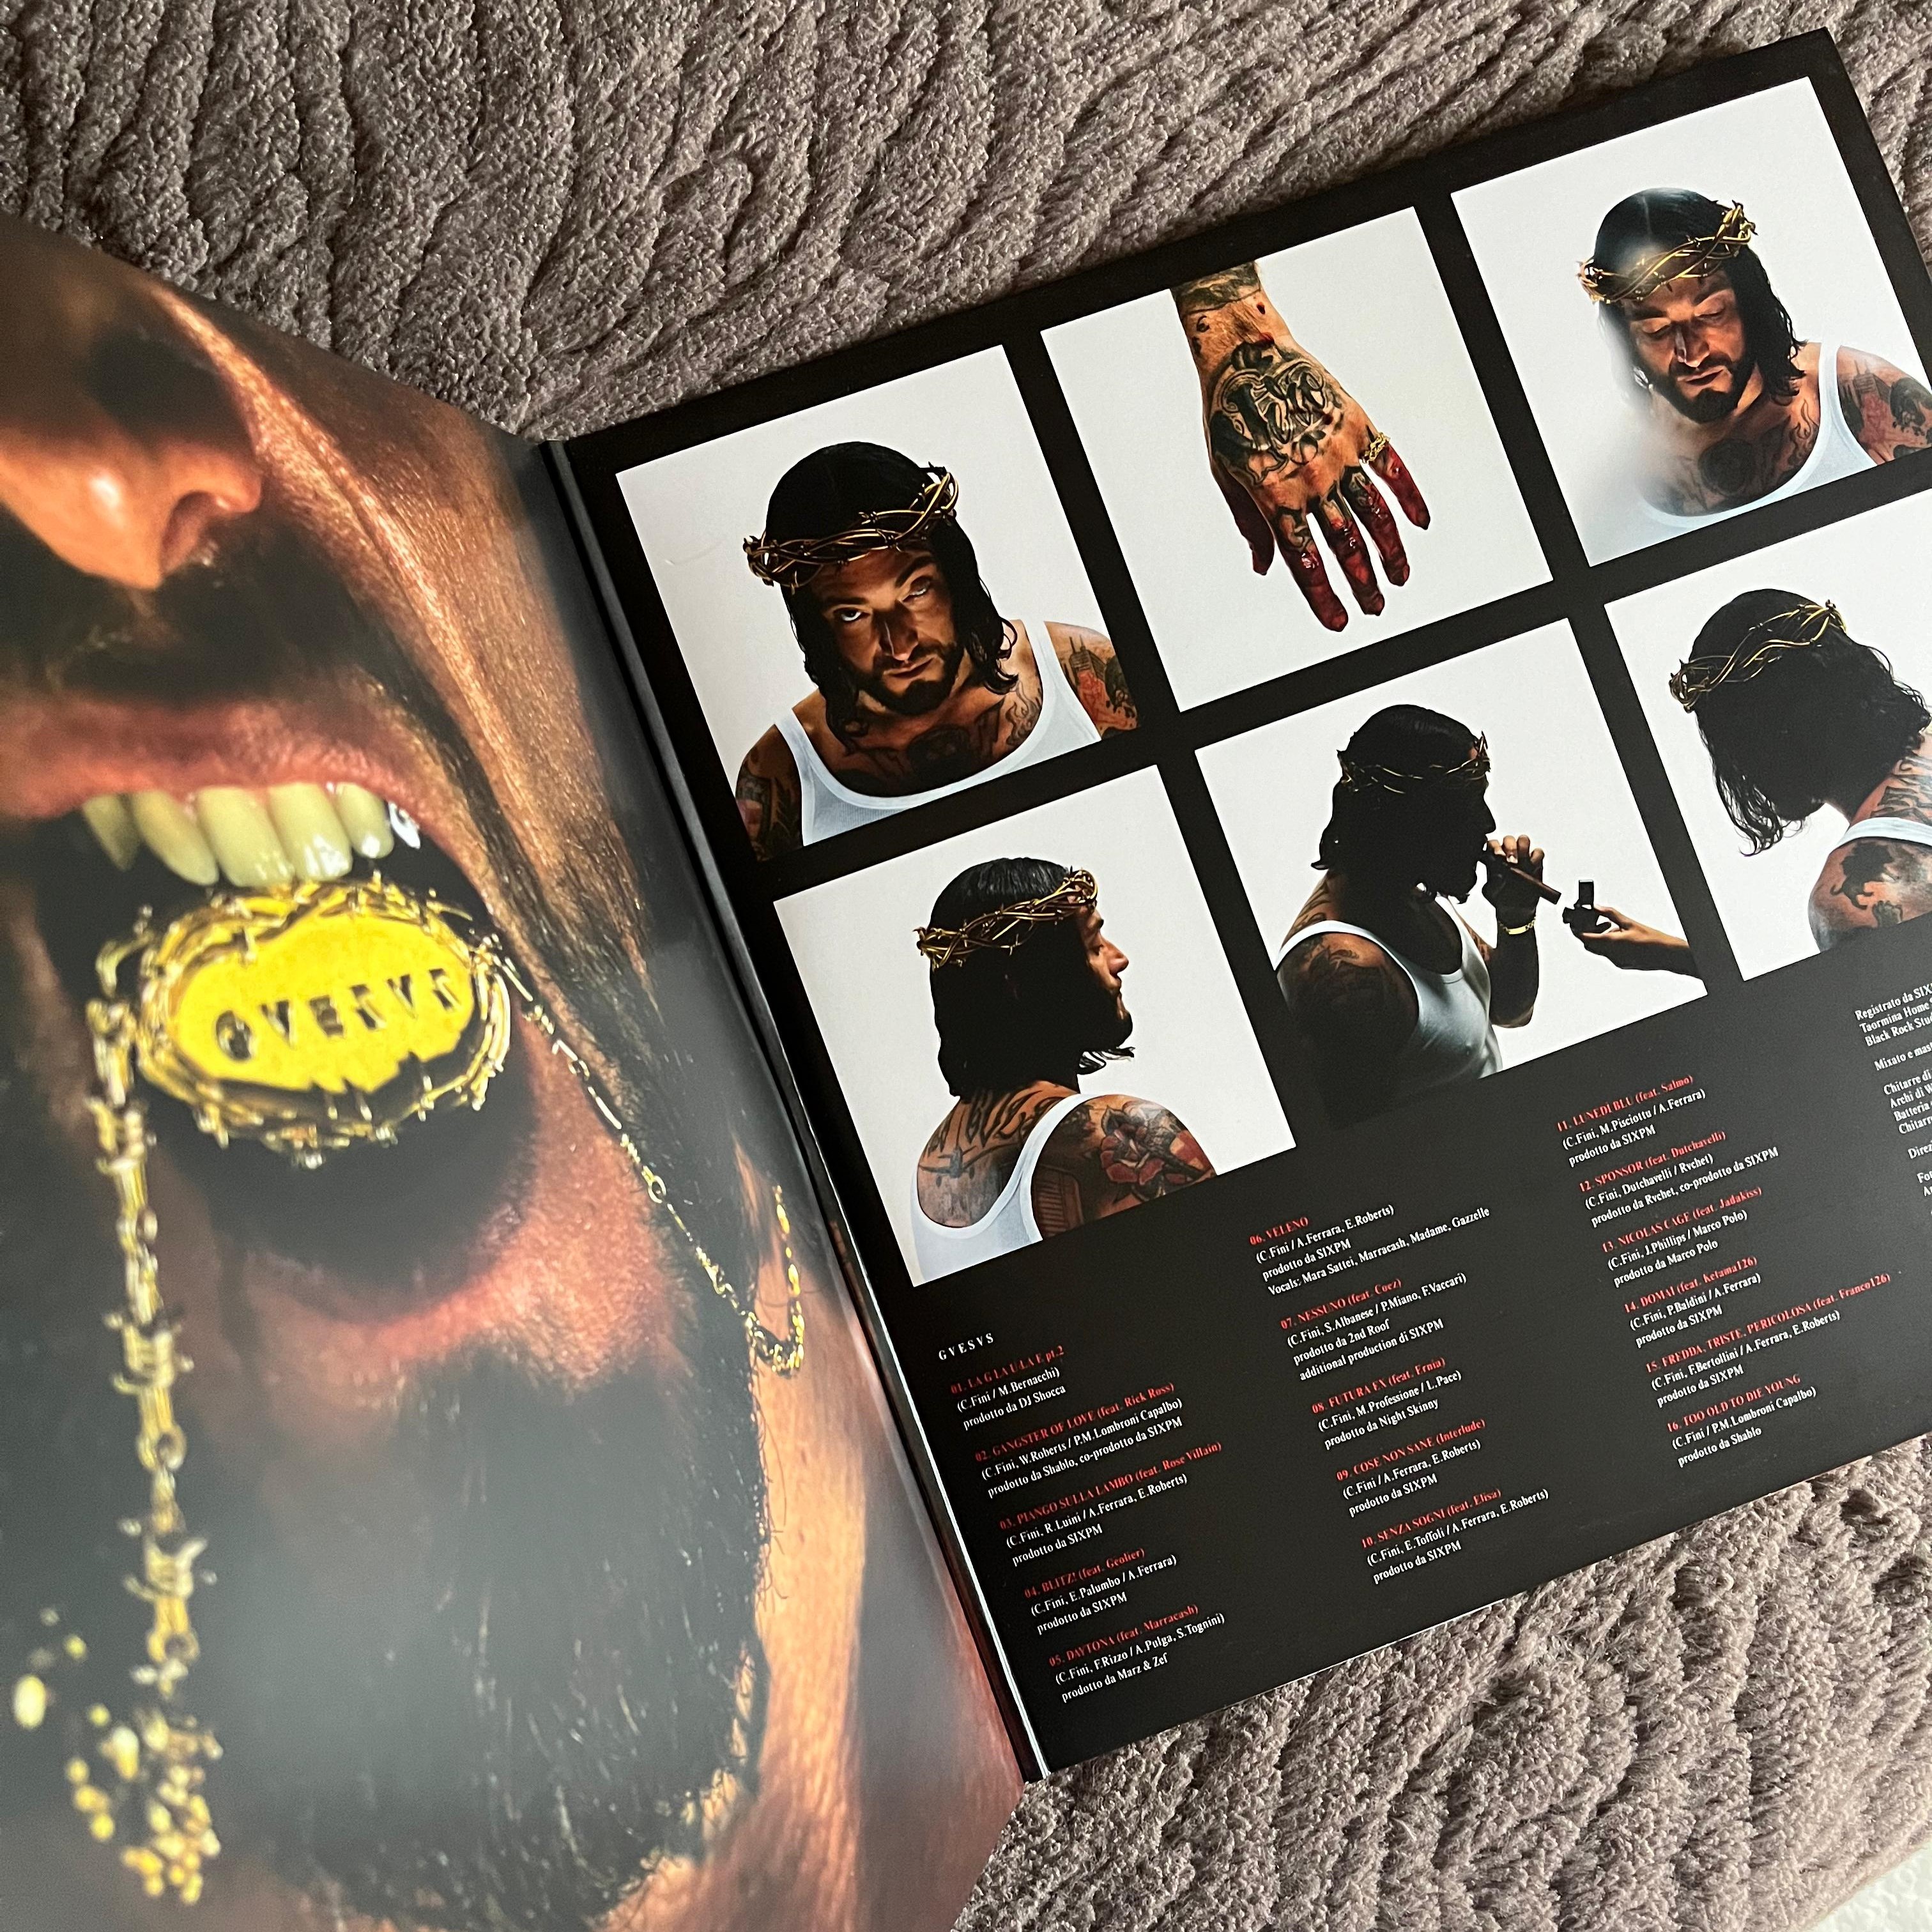 GVESVS
GVESVS
01. LA G LA U LA E pt.2
(C.Fini / M.Bernacchi)
prodotto da DJ Shocca
02. GANGSTER OF LOVE (feat. Rick Ross)
(C.Fini, W.Roberts / P.M.Lombroni Capalbo)
prodotto da Shablo, co-prodotto da SIXPM
03. PIANGO SULLA LAMBO (feat. Rose Villain)
(C.Fini, R.Luini / A.Ferrara, E.Roberts)
prodotto da SIXPM
04. BLITZ! (feat. Geolier)
(C.Fini, E.Palumbo / A.Ferrara)
prodotto da SIXPM
05. DAYTONA (feat. Marracash)
(C.Fini, F.Rizzo / A.Pulga, S.Tognini)
prodotto da Marz & Zef
06. VELENO
(C.Fini / A.Ferrara, E.Roberts)
prodotto da SIXPM
Vocals: Mara Sattei, Marracash, Madame, Gazzelle
07. NESSUNO (feat. Coez)
(C.Fini, S.Albanese / P.Miano, F.Vaccari)
prodotto da 2nd Roof
additional production di SIXPM
08. FUTURA EX (feat. Ernia)
(C.Fini, M.Professione / L.Pace)
prodotto da Night Skinny
09. COSE NON SANE (Interlude)
(C.Fini / A.Ferrara, E.Roberts)
prodotto da SIXPM
10. SENZA SOGNI (feat. Elisa)
(C.Fini, E.Toffoli / A.Ferrara, E.Roberts)
prodotto da SIXPM
11. LUNEDÌ BLU (feat. Salmo)
(C.Fini, M.Pisciottu / A.Ferrara)
prodotto da SIXPM
12. SPONSOR (feat. Dutchavelli)
(C.Fini, Dutchavelli / Rvchet)
prodotto da Rvchet, co-prodotto da SIXPM
13. NICOLAS CAGE (feat. Jadakiss)
(C.Fini, J.Phillips / Marco Polo)
prodotto da Marco Polo
14. DOMAI (feat. Ketama126)
(C.Fini, P.Baldini / A.Ferrara)
prodotto da SIXPM
15. FREDDA, TRISTE, PERICOLOSA (feat. Franco126)
(C.Fini, F.Bertollini / A.Ferrara, E.Roberts)
prodotto da SIXPM
16. TOO OLD TO DIE YOUNG
(C.Fini / P.M.Lombroni Capalbo)
prodotto da Shablo
Registrato da
Taormina Home
Black Rock
Mixato e
Chitarre di
Archi di
Batteria
Chitarre